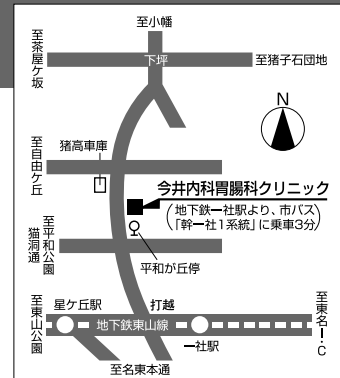 至小幡
至茶屋ケ坂
下坪
至猪子石団地
N
至自由ケ丘
猪高車庫
今井内科胃腸科クリニック
(地下鉄一社駅より、市バス
「幹一社1系統」に乗車3分)
至平和公園
猫洞通
平和が丘停
至東山公園
星ケ丘駅
打越
地下鉄東山線
一社駅
至東名I・C
至名東本通